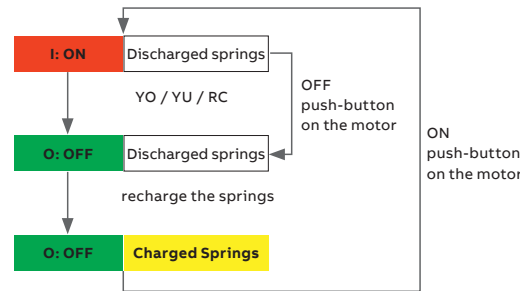 I: ON
Discharged springs
YO / YU / RC
OFF
push-button
on the motor
O: OFF
Discharged springs
recharge the springs
O: OFF
Charged Springs
ON
push-button
on the motor